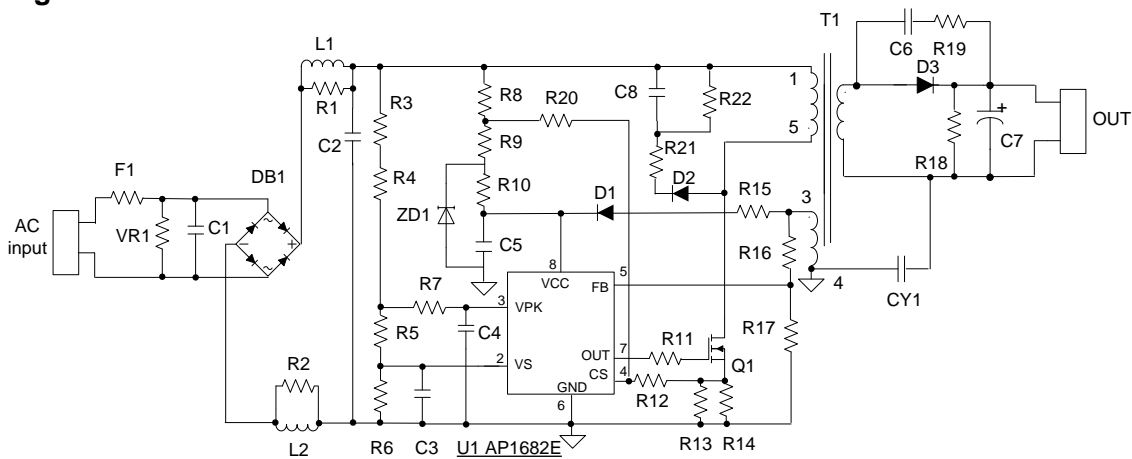 T1
C6
R19
L1
D3
R1
R3
R8
R20
C8
R22
1
5
C7
OUT
C2
R9
R21
R18
F1
DB1
R4
R10
D2
R15
3
AC
input
VR1
C1
ZD1
D1
C5
R16
4
CY1
8
VCC
5
FB
R7
3
VPK
R5
C4
R17
2
VS
OUT
7
R11
Q1
CS
4
R12
R2
GND
6
L2
R6
C3
U1 AP1682E
R13
R14